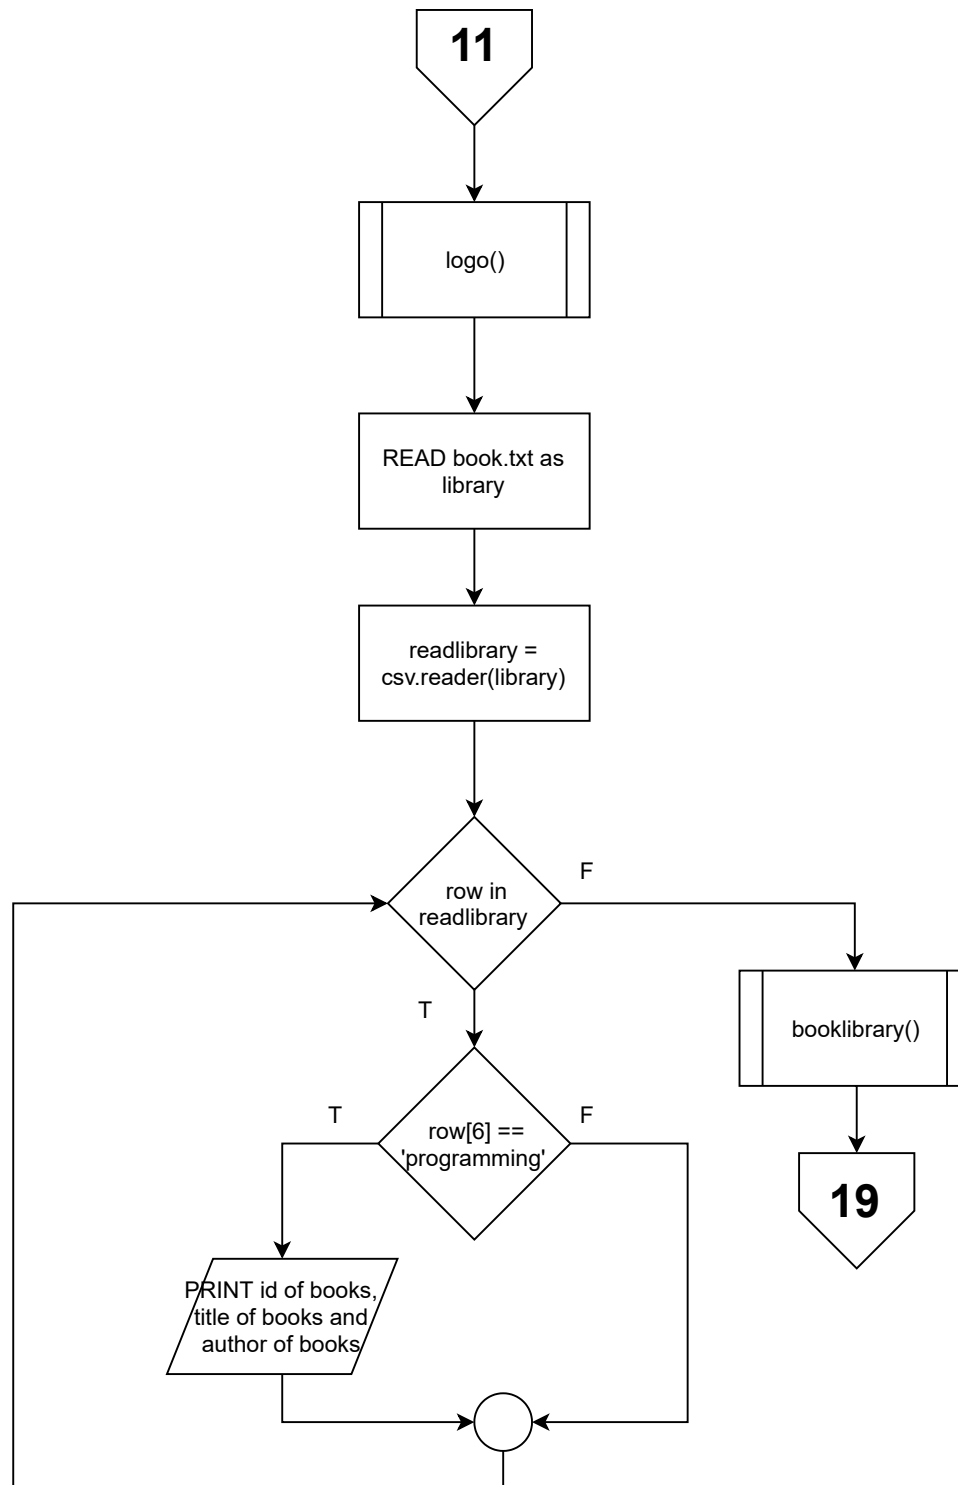 11
logo()
READ book.txt as
library
readlibrary =
csv.reader(library)
row in
readlibrary
F
T
booklibrary()
row[6] ==
'programming'
T
F
19
PRINT id of books,
title of books and
author of books